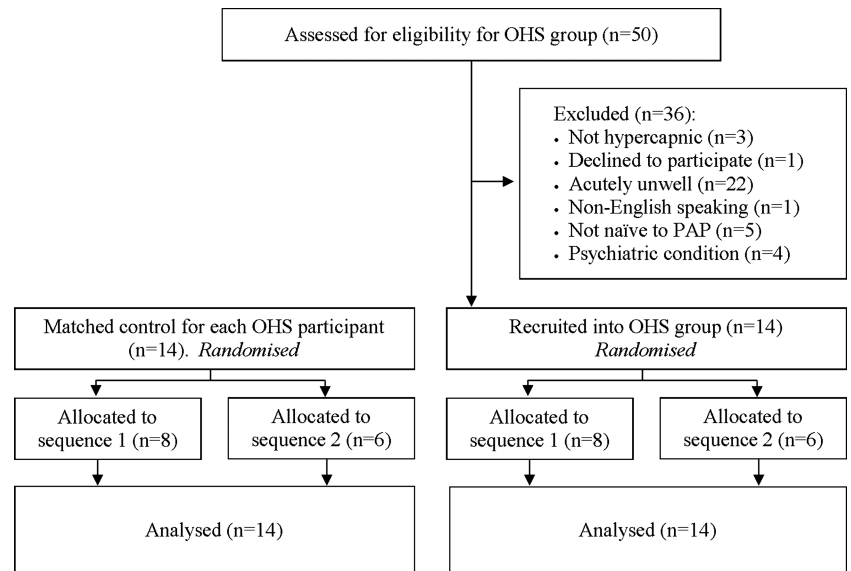 Assessed for eligibility for OHS group (n=50)
Excluded (n=36):
• Not hypercapnic (n=3)
• Declined to participate (n=1)
• Acutely unwell (n=22)
• Non-English speaking (n=1)
• Not naïve to PAP (n=5)
• Psychiatric condition (n=4)
Matched control for each OHS participant
(n=14). Randomised
Recruited into OHS group (n=14)
Randomised
Allocated to
sequence 1 (n=8)
Allocated to
sequence 2 (n=6)
Allocated to
sequence 1 (n=8)
Allocated to
sequence 2 (n=6)
Analysed (n=14)
Analysed (n=14)